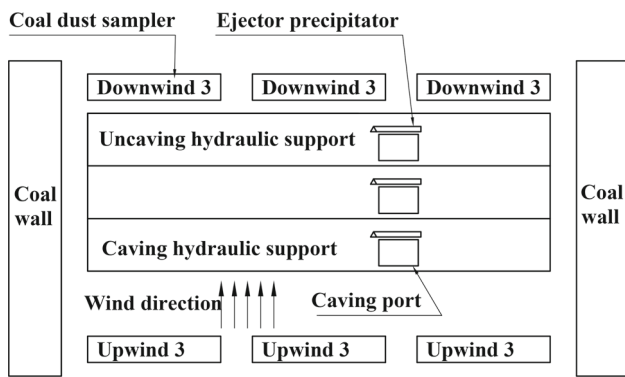 Coal dust sampler
Ejector precipitator
Downwind 3
Downwind 3
Downwind 3
Uncaving hydraulic support
Coal
wall
Coal
wall
Caving hydraulic support
Wind direction
Caving port
Upwind 3
Upwind 3
Upwind 3